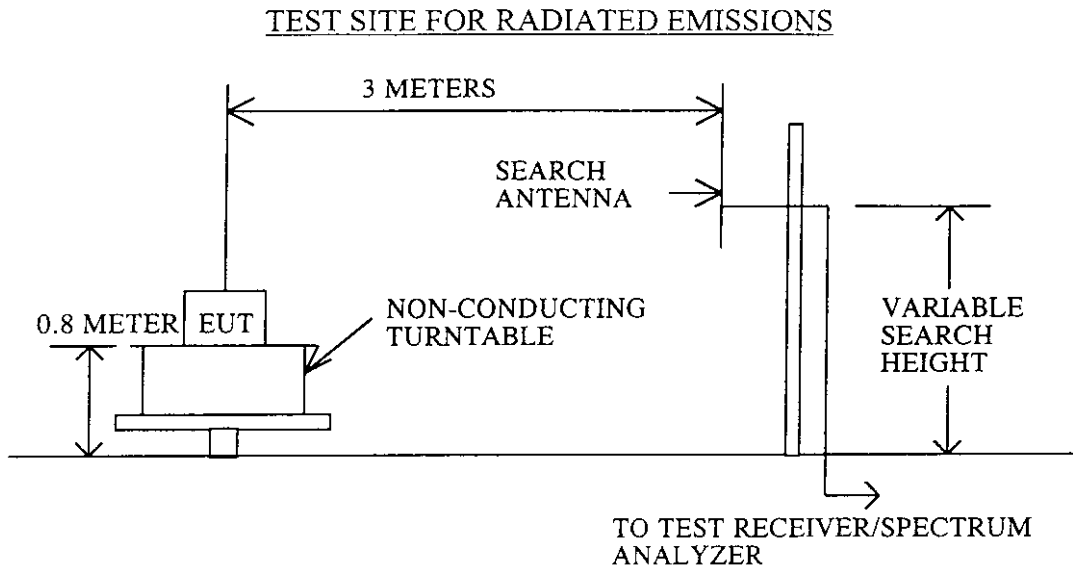 TEST SITE FOR RADIATED EMISSIONS
3 METERS
SEARCH
ANTENNA
0.8 METER
EUT
NON-CONDUCTING
TURNTABLE
VARIABLE
SEARCH
HEIGHT
TO TEST RECEIVER/SPECTRUM
ANALYZER